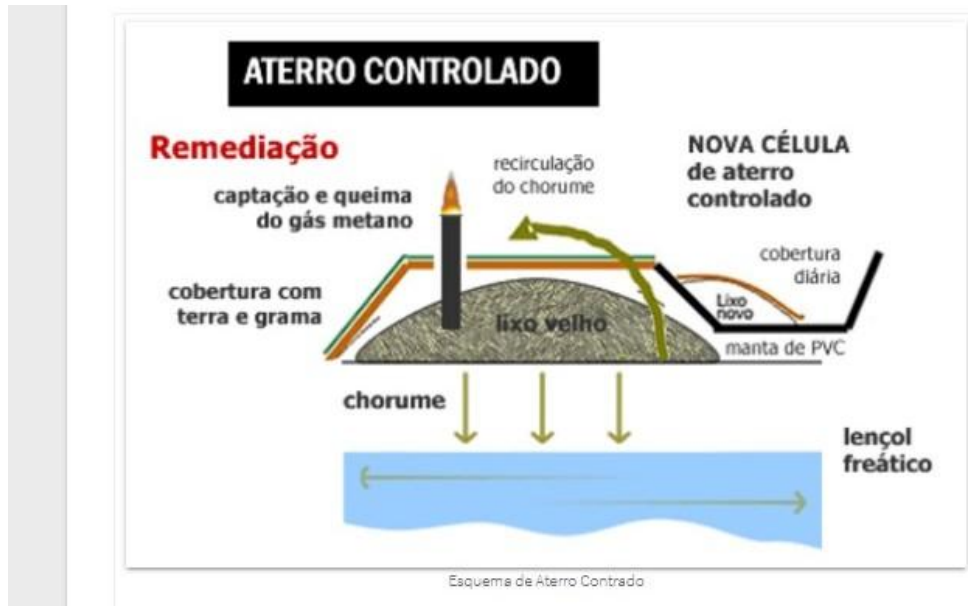 ATERRO CONTROLADO
Remediação
captação e queima
do gás metano
recirculação
do chorume
NOVA CÉLULA
de aterro
controlado
cobertura com
terra e grama
cobertura
diária
Lixo
novo
lixo velho
manta de PVC
chorume
lençol
freático
Esquema de Aterro Contrado